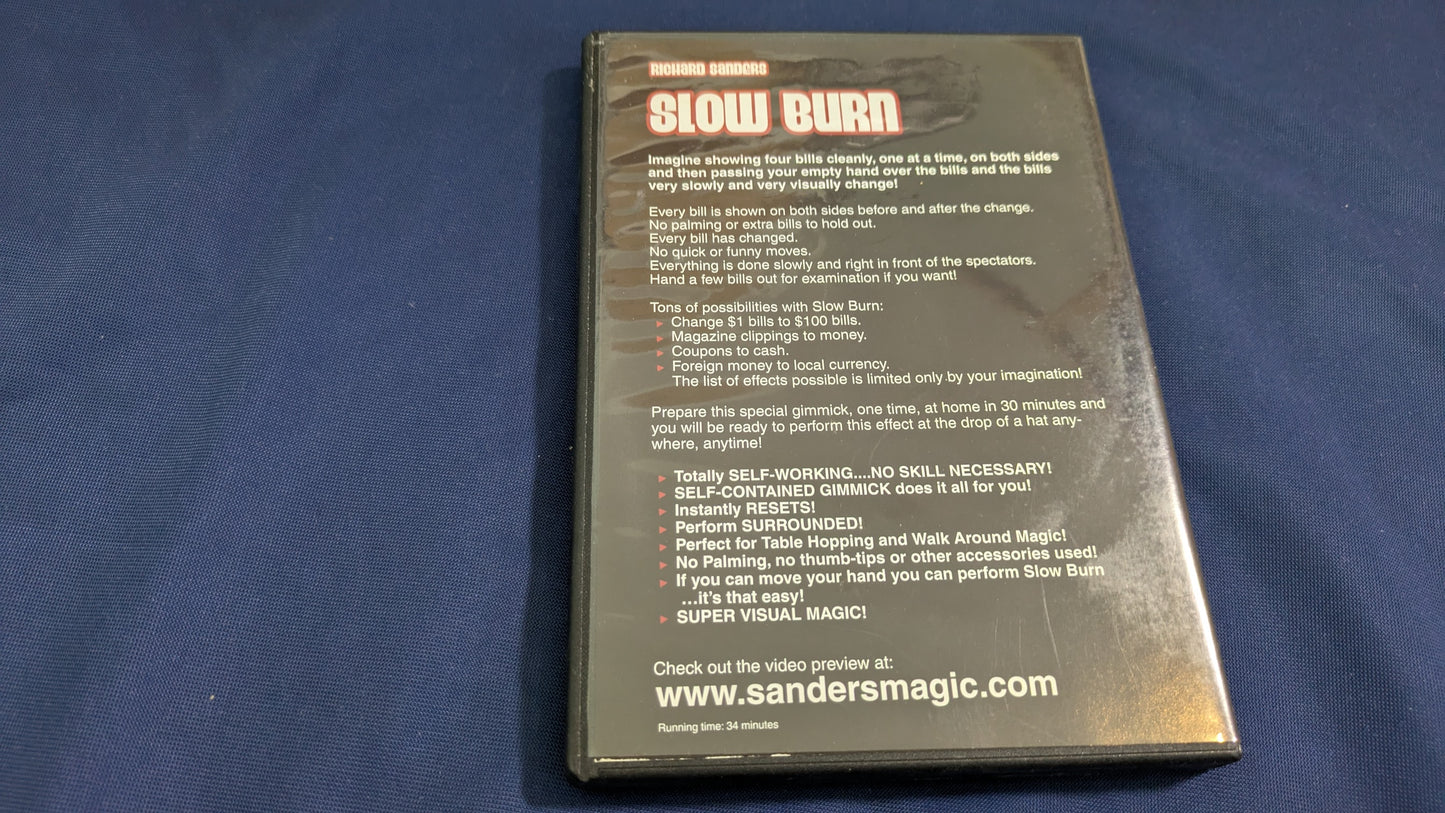 RICHARD SANDERS
SLOW BURN
Imagine showing four bills cleanly, one at a time, on both sides
and then passing your empty hand over the bills and the bills
very slowly and very visually change!
Every bill is shown on both sides before and after the change.
No palming or extra bills to hold out.
Every bill has changed.
No quick or funny moves.
Everything is done slowly and right in front of the spectators.
Hand a few bills out for examination if you want!
Tons of possibilities with Slow Burn:
► Change $1 bills to $100 bills.
► Magazine clippings to money.
► Coupons to cash.
► Foreign money to local currency.
The list of effects possible is limited only by your imagination!
Prepare this special gimmick, one time, at home in 30 minutes and
you will be ready to perform this effect at the drop of a hat any-
where, anytime!
► Totally SELF-WORKING....NO SKILL NECESSARY!
► SELF-CONTAINED GIMMICK does it all for you!
► Instantly RESETS!
► Perform SURROUNDED!
► Perfect for Table Hopping and Walk Around Magic!
► No Palming, no thumb-tips or other accessories used!
► If you can move your hand you can perform Slow Burn
...it's that easy!
► SUPER VISUAL MAGIC!
Check out the video preview at:
www.sandersmagic.com
Running time: 34 minutes